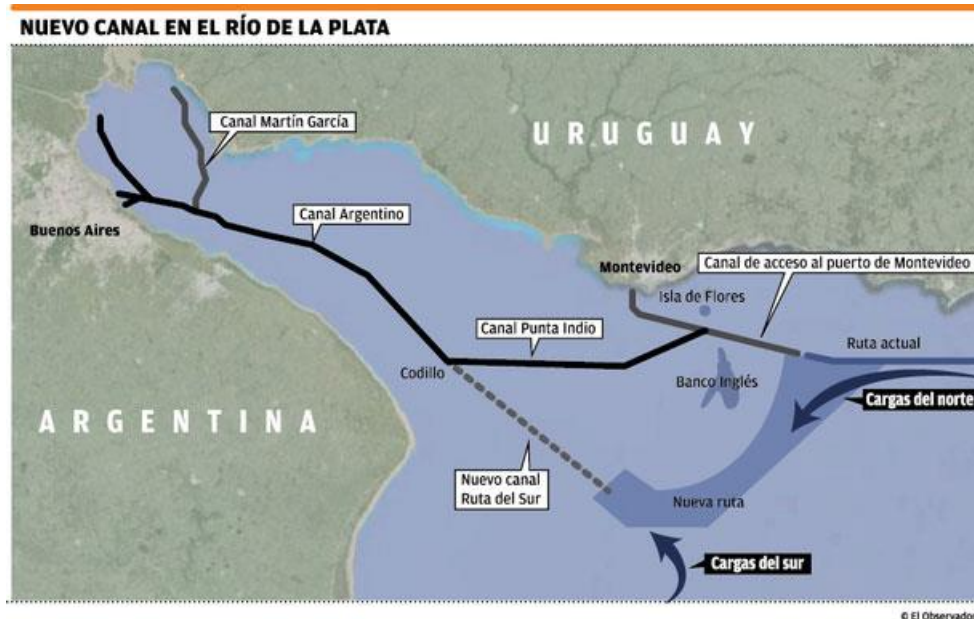 NUEVO CANAL EN EL RÍO DE LA PLATA
Canal Martín García
URUGUAY
Canal Argentino
Buenos Aires
Montevideo
Canal de acceso al puerto de Montevideo
Isla de Flores
Canal Punta Indio
Ruta actual
Codillo
Banco Inglés
Cargas del norte
ARGENTINA
Nuevo canal
Ruta del Sur
Nueva ruta
Cargas del sur
© El Observador